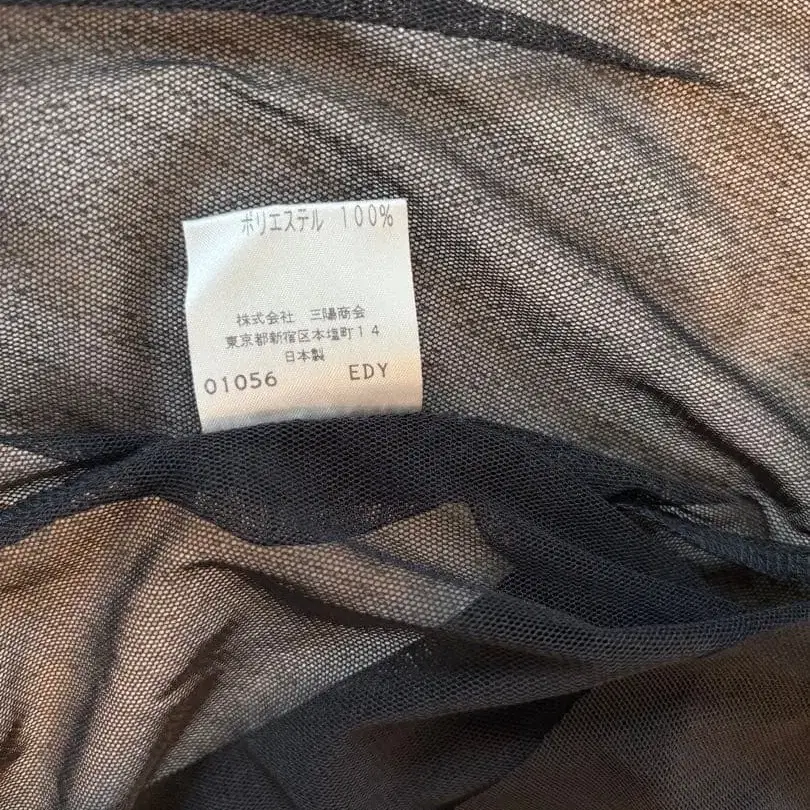 ポリエステル 100%
株式会社 三陽商会
東京都新宿区本塩町14
日本製
01056 EDY